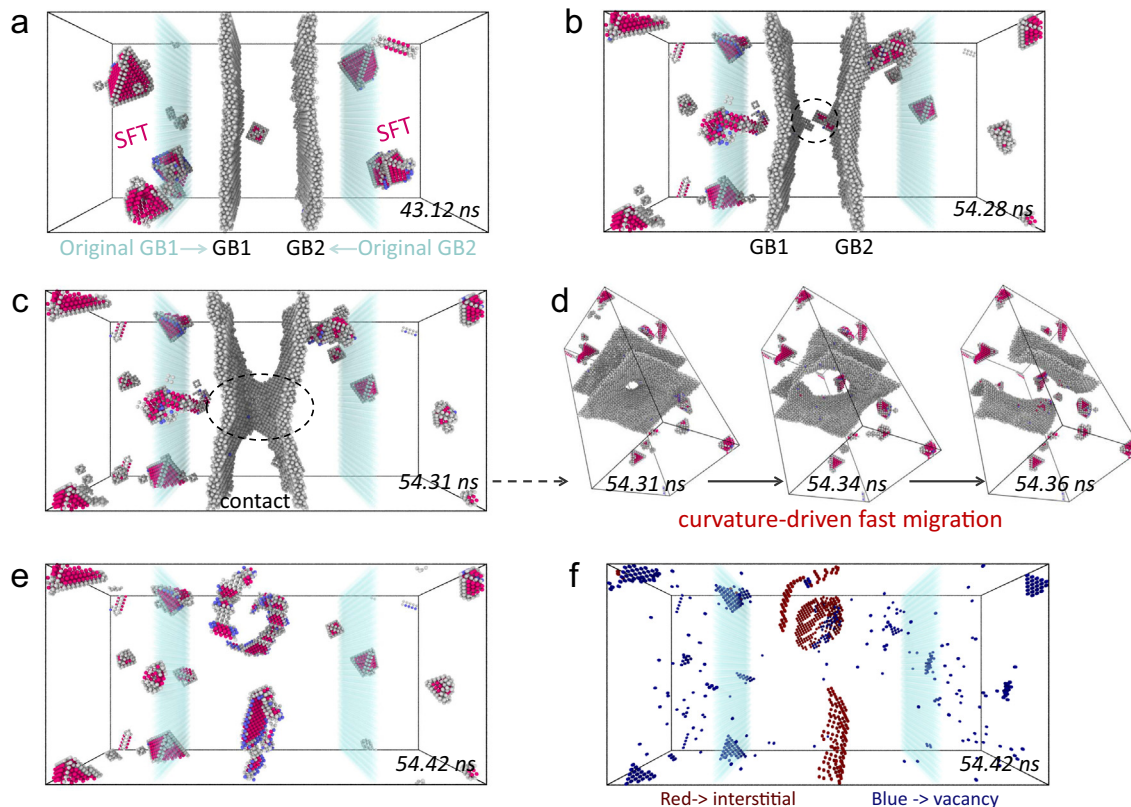 a
SFT
SFT
43.12 ns
Original GB1→ GB1 GB2 ←Original GB2
b
54.28 ns
GB1 GB2
c
54.31 ns
contact
d
54.31 ns
54.34 ns
54.36 ns
curvature-driven fast migration
e
54.42 ns
f
54.42 ns
Red-> interstitial Blue -> vacancy